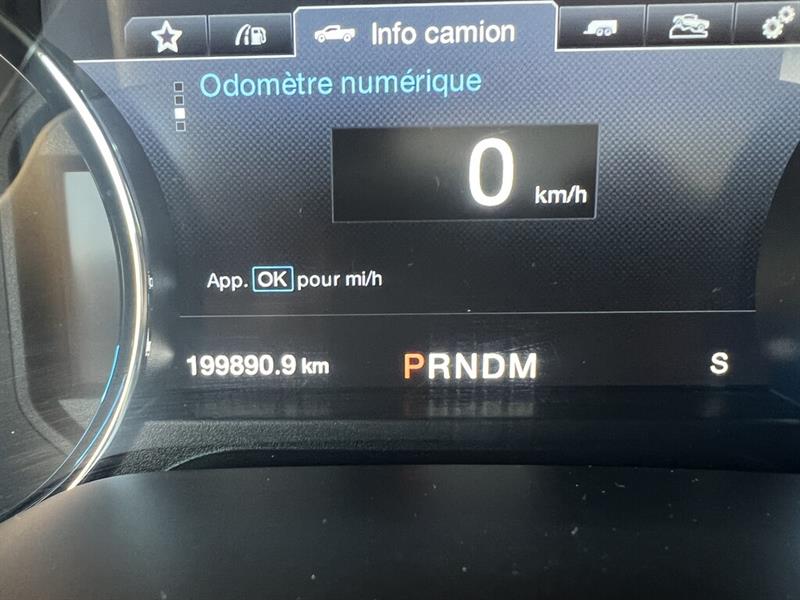 Info camion
Odomètre numérique
0 km/h
App. OK pour mi/h
199890.9 km PRNDM S